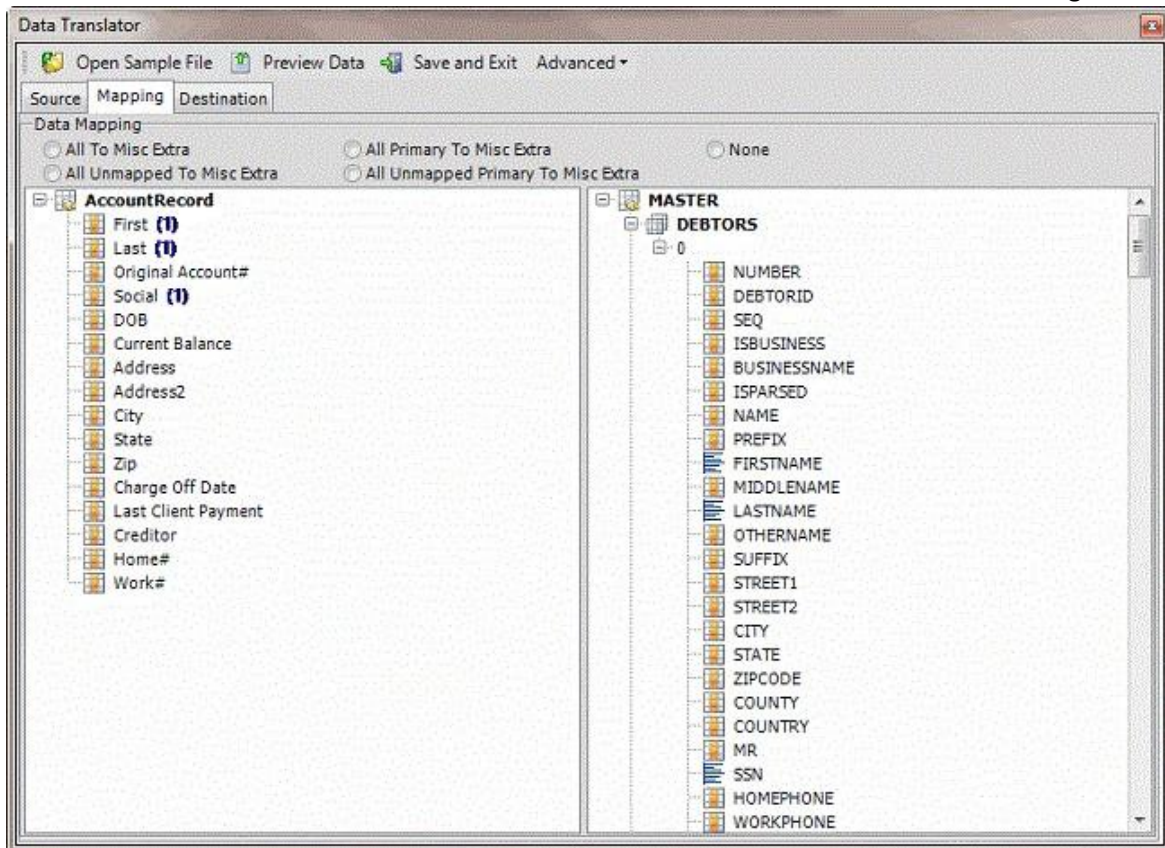 Data Translator
Open Sample File Preview Data Save and Exit Advanced
Source Mapping Destination
Data Mapping
All To Misc Extra All Primary To Misc Extra None
All Unmapped To Misc Extra All Unmapped Primary To Misc Extra
AccountRecord
First (1)
Last (1)
Original Account#
Social (1)
DOB
Current Balance
Address
Address2
City
State
Zip
Charge Off Date
Last Client Payment
Creditor
Home#
Work#
MASTER
DEBTORS
0
NUMBER
DEBTORID
SEQ
ISBUSINESS
BUSINESSNAME
ISPARSED
NAME
PREFIX
FIRSTNAME
MIDDLENAME
LASTNAME
OTHERNAME
SUFFIX
STREET1
STREET2
CITY
STATE
ZIPCODE
COUNTY
COUNTRY
MR
SSN
HOMEPHONE
WORKPHONE